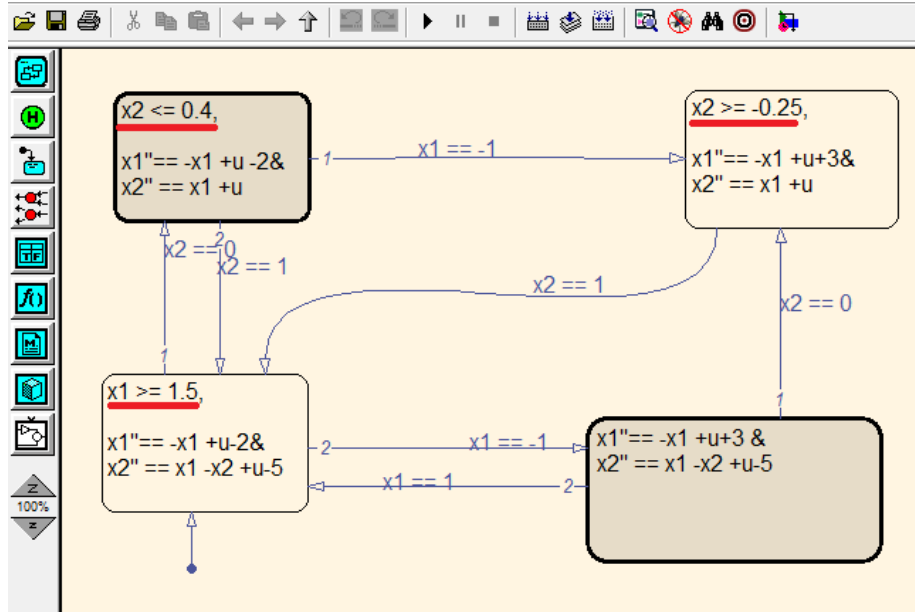 H
TF
f()
M
Z
100%
z
x2 <= 0.4,
x1"== -x1 +u -2&
x2" == x1 +u
1
x1 == -1
x2 >= -0.25,
x1"== -x1 +u+3&
x2" == x1 +u
2
x2 == 0
x2 == 1
x2 == 1
x2 == 0
1
x1 >= 1.5,
x1"== -x1 +u-2&
x2" == x1 -x2 +u-5
2
x1 == -1
x1 == 1
2
1
x1"== -x1 +u+3 &
x2" == x1 -x2 +u-5